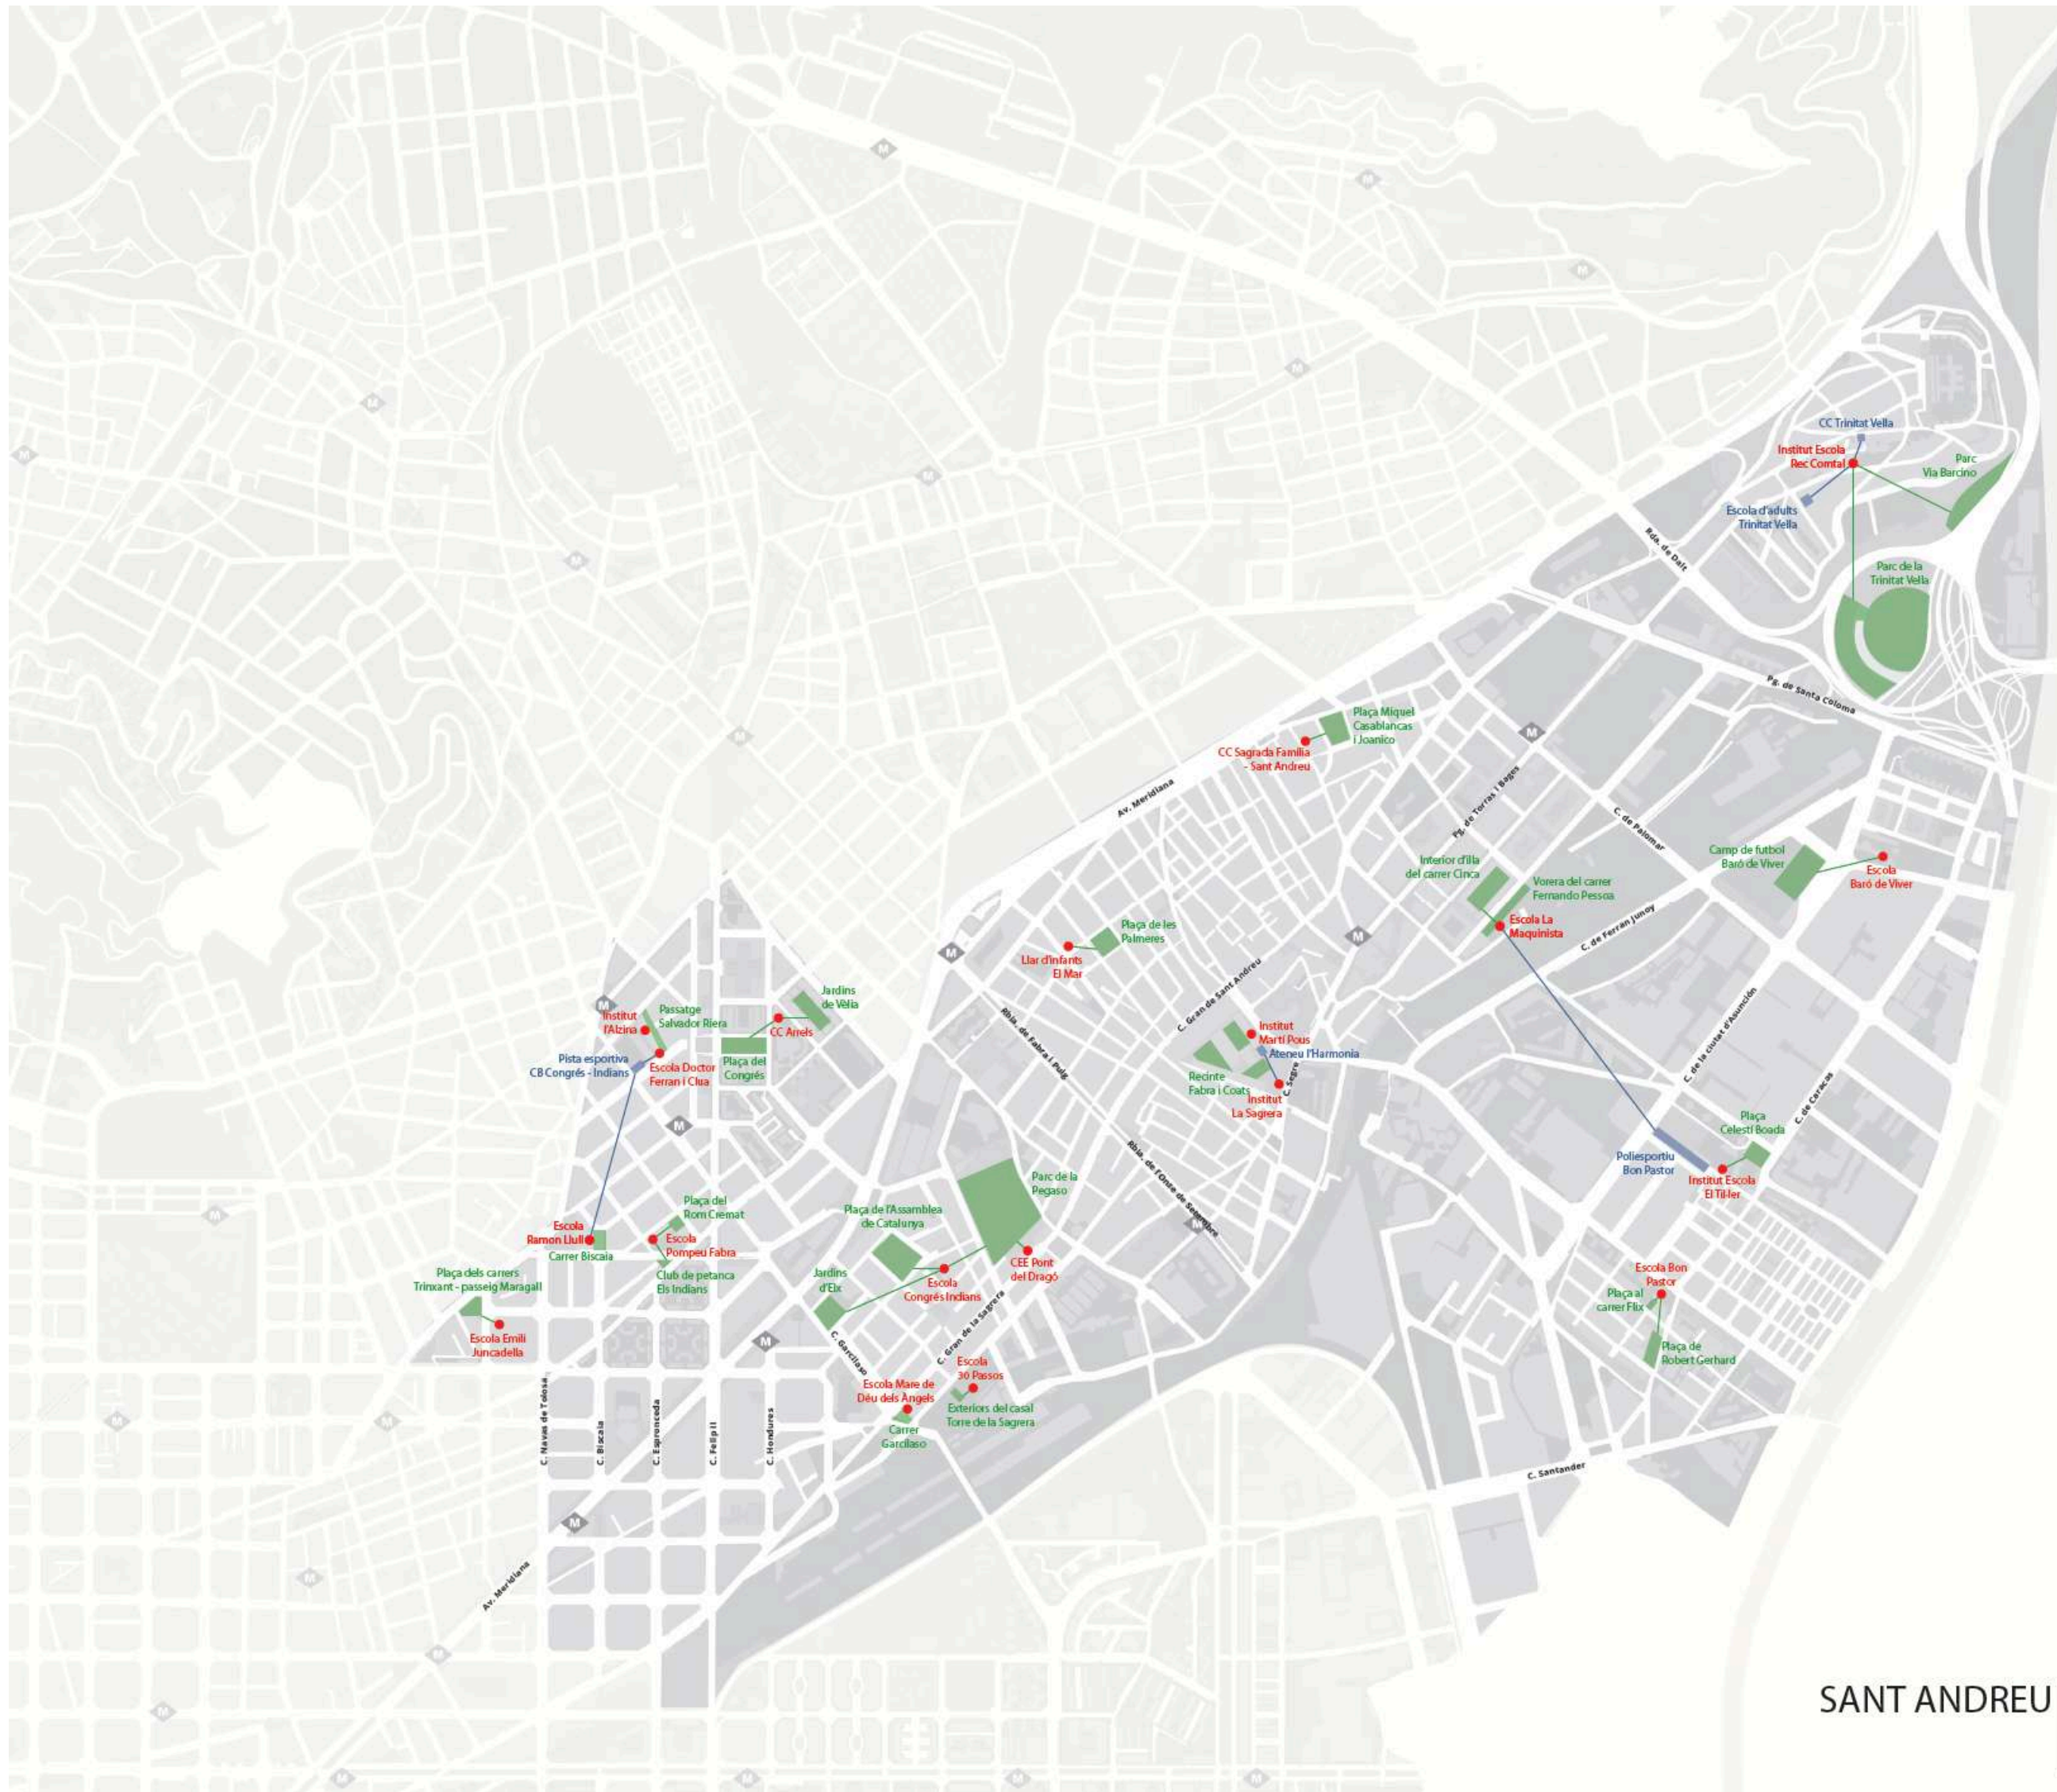 CC Trinitat Vella
Institut Escola
Rec Comtal
Parc
Via Barcino
Escola d'adults
Trinitat Vella
Rda. de Dalt
Parc de la
Trinitat Vella
Pg. de Santa Coloma
Plaça Miquel
Casablancas
i Joanico
CC Sagrada Família
- Sant Andreu
M
Av. Meridiana
Pg. de Torras i Bages
C. de Palomar
Interior d'illa
del carrer Cinca
Vorera del carrer
Fernando Pessoa
Camp de futbol
Baró de Viver
Escola
Baró de Viver
Escola La
Maquinista
C. de Ferran Junoy
Plaça de les
Palmeres
Llar d'infants
El Mar
M
M
C. Gran de Sant Andreu
Jardins
de Vèlia
M
Institut
l'Alzina
Passatge
Salvador Riera
CC Arrels
Rbla. de Fabra i Puig
Institut
Martí Pous
Ateneu l'Harmonia
C. de la ciutat d'Asunción
Pista esportiva
CB Congrés - Indians
Escola Doctor
Ferran i Clua
Plaça del
Congrés
Recinte
Fabra i Coats
Institut
La Sagrera
C. Segre
C. de Caracas
M
Plaça
Celestí Boada
Poliesportiu
Bon Pastor
Institut Escola
El Til·ler
Rbla. de l'Onze de Setembre
M
Parc de la
Pegaso
Plaça de l'Assamblea
de Catalunya
Plaça del
Rom Cremat
Escola
Ramon Llull
Carrer Biscaia
Escola
Pompeu Fabra
Club de petanca
Els Indians
CEE Pont
del Dragó
Escola
Congrés Indians
Jardins
d'Elx
Plaça dels carrers
Trinxant - passeig Maragall
Escola Emili
Juncadella
Escola Bon
Pastor
Plaça al
carrer Flix
Plaça de
Robert Gerhard
M
C. Garcilaso
C. Gran de la Sagrera
Escola
30 Passos
Escola Mare de
Déu dels Àngels
Exteriors del casal
Torre de la Sagrera
Carrer
Garcilaso
C. Navas de Tolosa
C. Biscaia
C. Espronceda
C. Felip II
C. Hondures
C. Santander
M
Av. Meridiana
SANT ANDREU